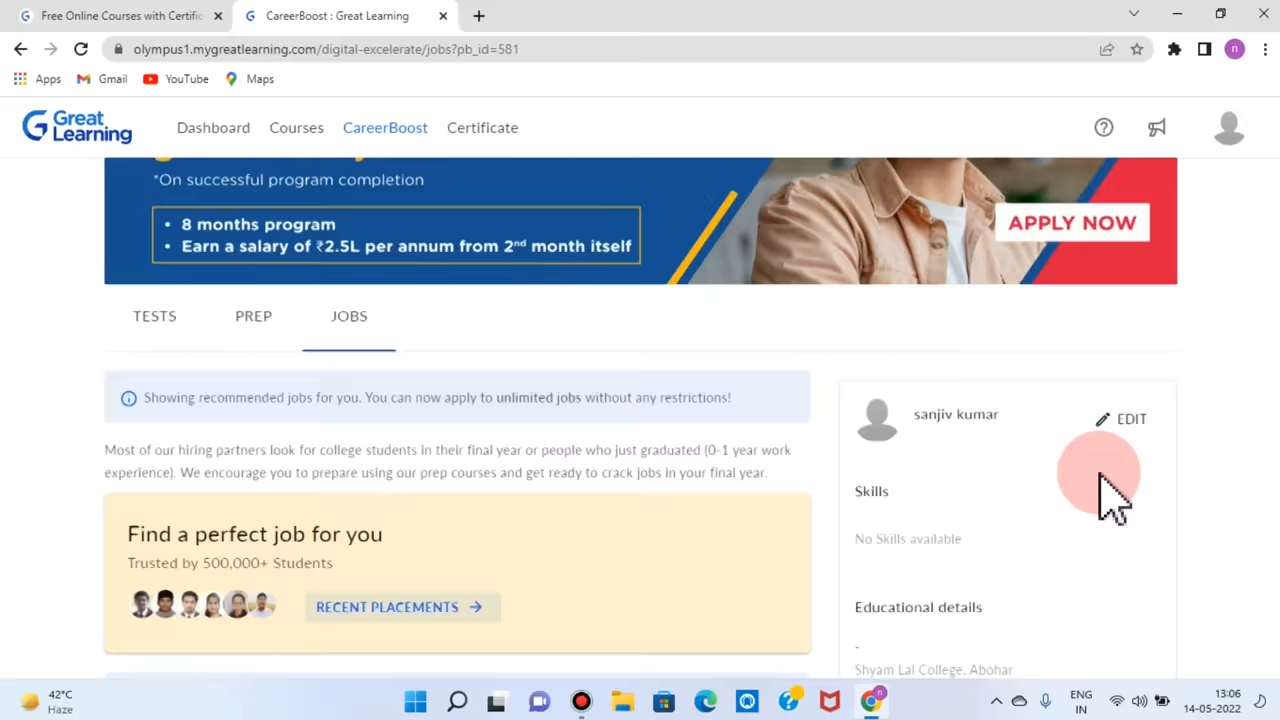 Free Online Courses with Certific
CareerBoost : Great Learning
olympus1.mygreatlearning.com/digital-excelerate/jobs?pb_id=581
n
Apps
Gmail
YouTube
Maps
Great
Learning
Dashboard
Courses
CareerBoost
Certificate
*On successful program completion
• 8 months program
• Earn a salary of ₹2.5L per annum from 2nd month itself
APPLY NOW
TESTS
PREP
JOBS
Showing recommended jobs for you. You can now apply to unlimited jobs without any restrictions!
Most of our hiring partners look for college students in their final year or people who just graduated (0-1 year work
experience). We encourage you to prepare using our prep courses and get ready to crack jobs in your final year.
Find a perfect job for you
Trusted by 500,000+ Students
RECENT PLACEMENTS →
sanjiv kumar
EDIT
Skills
No Skills available
Educational details
-
Shyam Lal College, Abohar
42°C
Haze
ENG
IN
13:06
14-05-2022